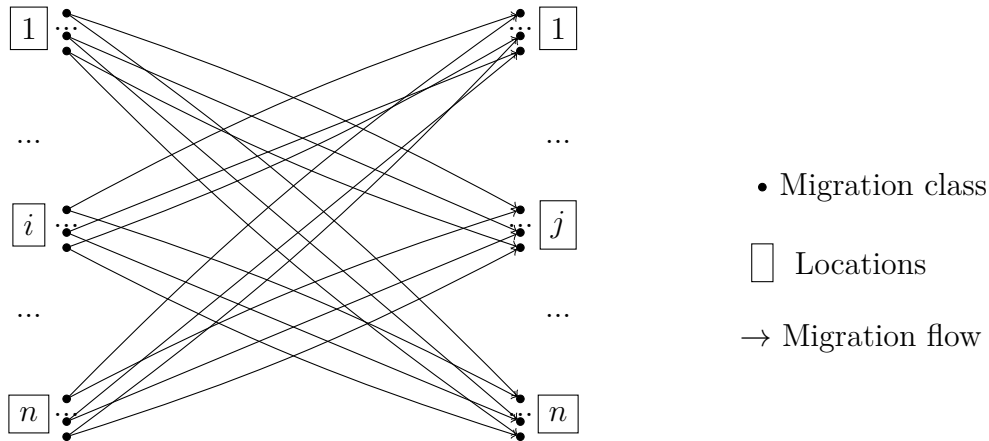 1 ... ... 1
... ...
i ... ... j
... ...
n ... ... n
Migration class
Locations
→ Migration flow